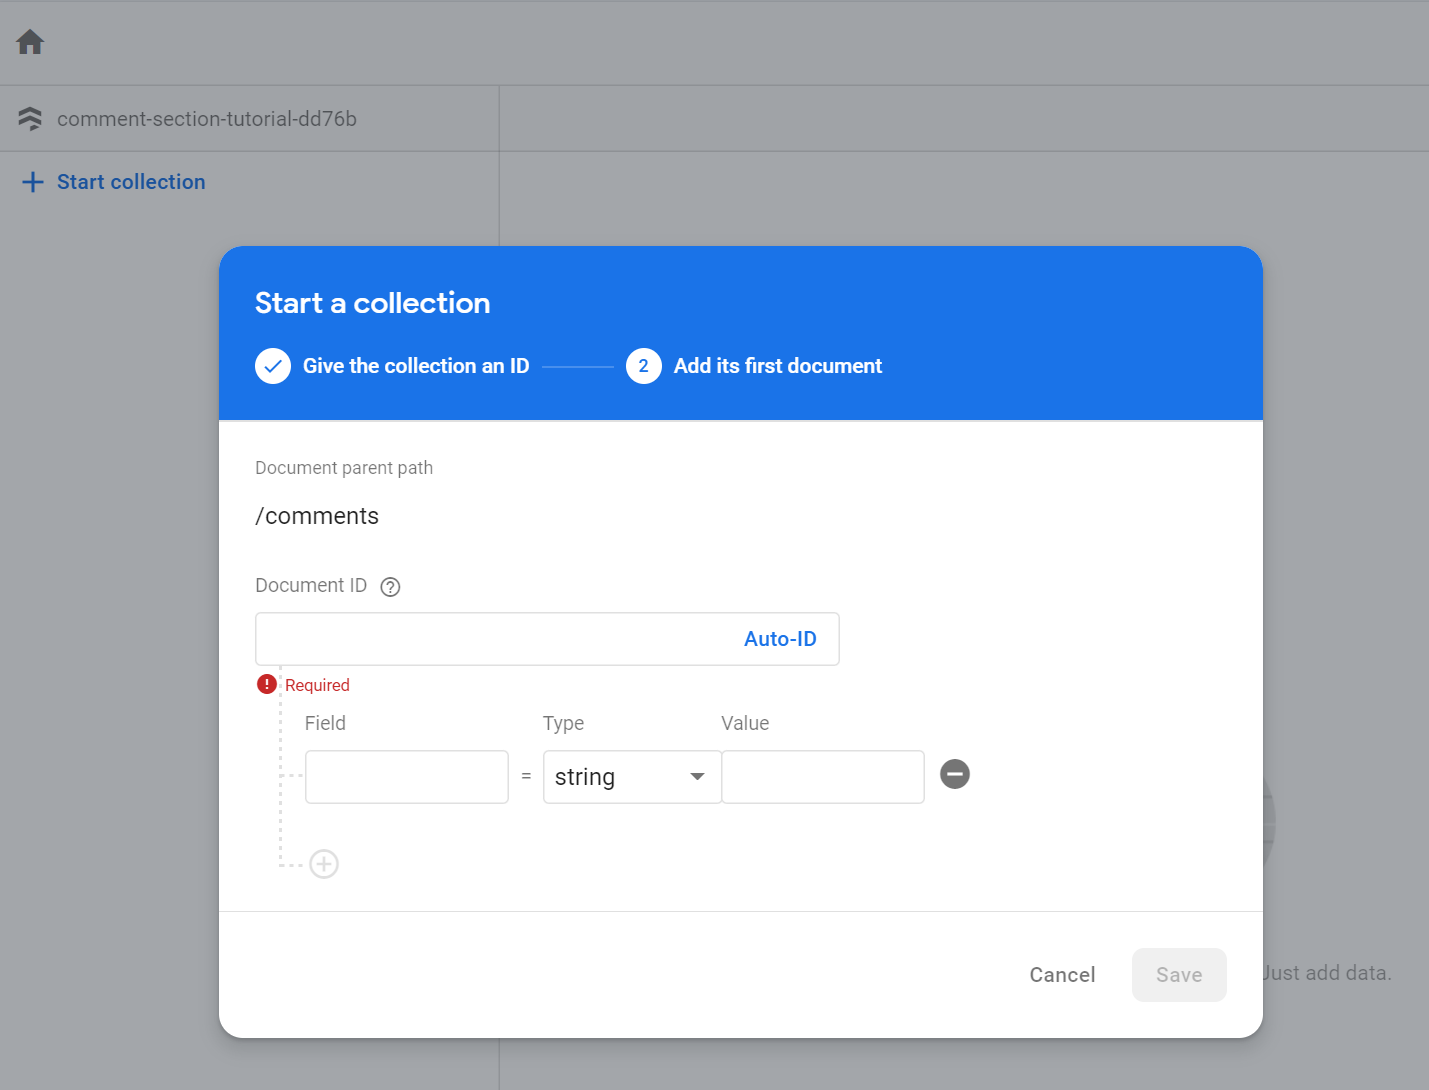 comment-section-tutorial-dd76b
Start collection
Start a collection
Give the collection an ID
2 Add its first document
Document parent path
/comments
Document ID ?
Auto-ID
! Required
Field Type Value
= string
Cancel Save
Just add data.